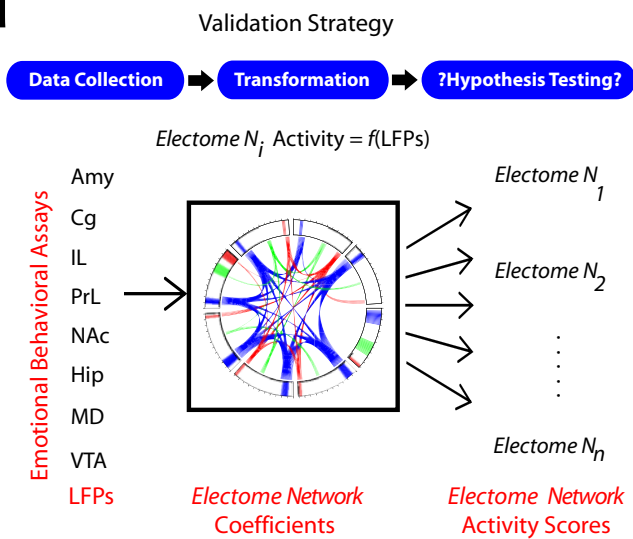 Validation Strategy
Data Collection
Transformation
?Hypothesis Testing?
Electome Ni Activity = f(LFPs)
Emotional Behavioral Assays
Amy
Cg
IL
PrL
NAc
Hip
MD
VTA
LFPs
Electome Network
Coefficients
Electome N1
Electome N2
Electome Nn
Electome Network
Activity Scores